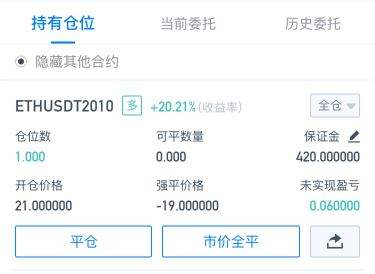 持有仓位 当前委托 历史委托
隐藏其他合约
ETHUSDT2010 多 +20.21%(收益率) 全仓
仓位数 可平数量 保证金
1.000 0.000 420.000000
开仓价格 强平价格 未实现盈亏
21.000000 -19.000000 0.060000
平仓 市价全平